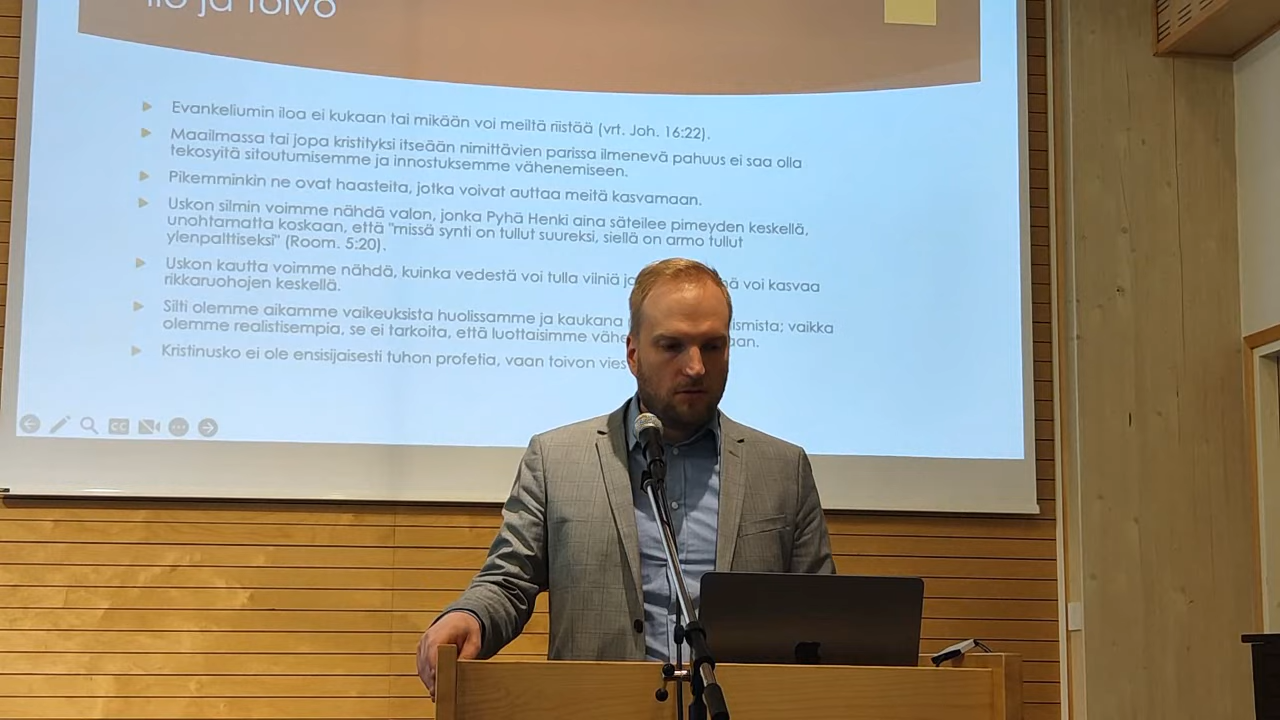 ilo ja toivo
Evankeliumin iloa ei kukaan tai mikään voi meiltä riistää (vrt. Joh. 16:22).
Maailmassa tai jopa kristityksi itseään nimittävien parissa ilmenevä pahuus ei saa olla
tekosyitä sitoutumisemme ja innostuksemme vähenemiseen.
Pikemminkin ne ovat haasteita, jotka voivat auttaa meitä kasvamaan.
Uskon silmin voimme nähdä valon, jonka Pyhä Henki aina säteilee pimeyden keskellä,
unohtamatta koskaan, että "missä synti on tullut suureksi, siellä on armo tullut
ylenpalttiseksi" (Room. 5:20).
Uskon kautta voimme nähdä, kuinka vedestä voi tulla viiniä voi kasvaa
rikkaruohojen keskellä.
Silti olemme aikamme vaikeuksista huolissamme ja kaukana vaikka
olemme realistisempia, se ei tarkoita, että luottaisimme
Kristinusko ei ole ensisijaisesti tuhon profetia, vaan toivon
CC